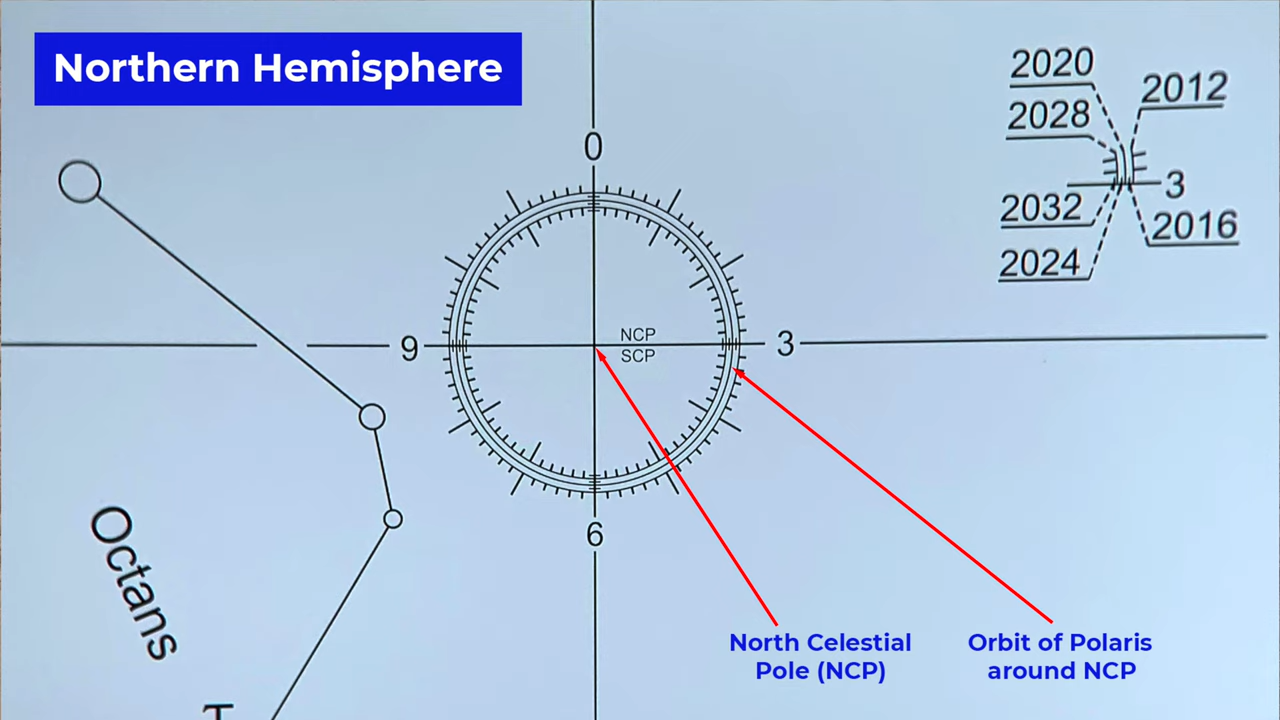 Northern Hemisphere
2020
2012
2028
0
3
2032
2016
2024
9
NCP
SCP
3
6
Octans
North Celestial
Pole (NCP)
Orbit of Polaris
around NCP